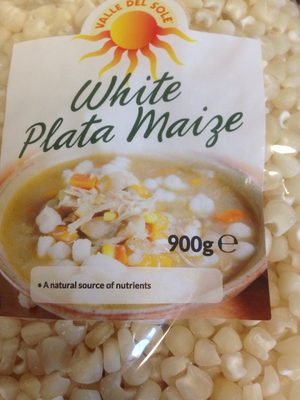 VALLE DEL SOLE
White
Plata Maize
900g ℮
• A natural source of nutrients